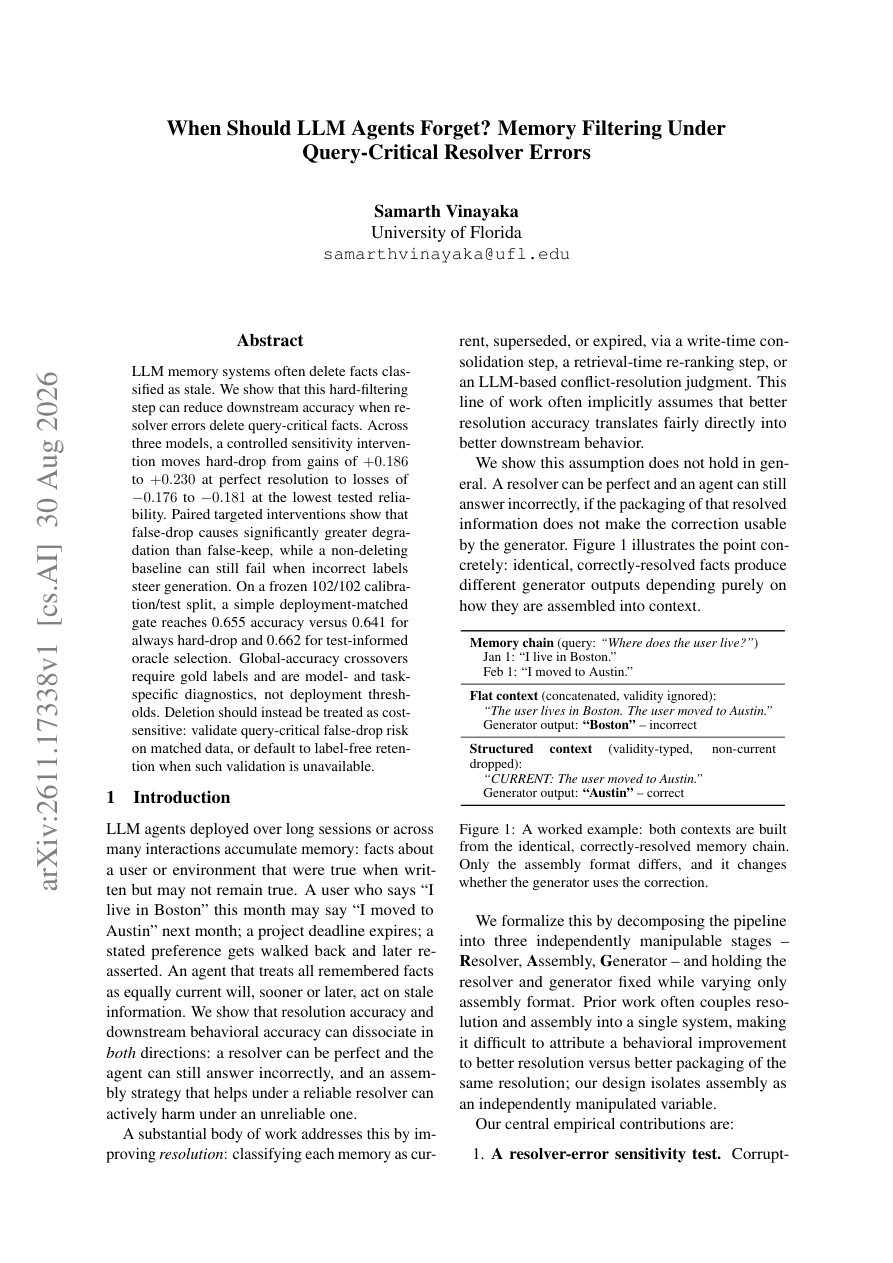 When Should LLM Agents Forget? Memory Filtering Under
Query-Critical Resolver Errors
Samarth Vinayaka
University of Florida
samarthvinayaka@ufl.edu
arXiv:2611.17338v1 [cs.AI] 30 Aug 2026
Abstract
LLM memory systems often delete facts clas-
sified as stale. We show that this hard-filtering
step can reduce downstream accuracy when re-
solver errors delete query-critical facts. Across
three models, a controlled sensitivity interven-
tion moves hard-drop from gains of +0.186
to +0.230 at perfect resolution to losses of
−0.176 to −0.181 at the lowest tested relia-
bility. Paired targeted interventions show that
false-drop causes significantly greater degra-
dation than false-keep, while a non-deleting
baseline can still fail when incorrect labels
steer generation. On a frozen 102/102 calibra-
tion/test split, a simple deployment-matched
gate reaches 0.655 accuracy versus 0.641 for
always hard-drop and 0.662 for test-informed
oracle selection. Global-accuracy crossovers
require gold labels and are model- and task-
specific diagnostics, not deployment thresh-
olds. Deletion should instead be treated as cost-
sensitive: validate query-critical false-drop risk
on matched data, or default to label-free reten-
tion when such validation is unavailable.
1 Introduction
LLM agents deployed over long sessions or across
many interactions accumulate memory: facts about
a user or environment that were true when writ-
ten but may not remain true. A user who says “I
live in Boston” this month may say “I moved to
Austin” next month; a project deadline expires; a
stated preference gets walked back and later re-
asserted. An agent that treats all remembered facts
as equally current will, sooner or later, act on stale
information. We show that resolution accuracy and
downstream behavioral accuracy can dissociate in
both directions: a resolver can be perfect and the
agent can still answer incorrectly, and an assem-
bly strategy that helps under a reliable resolver can
actively harm under an unreliable one.
A substantial body of work addresses this by im-
proving resolution: classifying each memory as cur-
rent, superseded, or expired, via a write-time con-
solidation step, a retrieval-time re-ranking step, or
an LLM-based conflict-resolution judgment. This
line of work often implicitly assumes that better
resolution accuracy translates fairly directly into
better downstream behavior.
We show this assumption does not hold in gen-
eral. A resolver can be perfect and an agent can still
answer incorrectly, if the packaging of that resolved
information does not make the correction usable
by the generator. Figure 1 illustrates the point con-
cretely: identical, correctly-resolved facts produce
different generator outputs depending purely on
how they are assembled into context.
Memory chain (query: “Where does the user live?”)
Jan 1: “I live in Boston.”
Feb 1: “I moved to Austin.”
Flat context (concatenated, validity ignored):
“The user lives in Boston. The user moved to Austin.”
Generator output: “Boston” – incorrect
Structured context (validity-typed, non-current
dropped):
“CURRENT: The user moved to Austin.”
Generator output: “Austin” – correct
Figure 1: A worked example: both contexts are built
from the identical, correctly-resolved memory chain.
Only the assembly format differs, and it changes
whether the generator uses the correction.
We formalize this by decomposing the pipeline
into three independently manipulable stages –
Resolver, Assembly, Generator – and holding the
resolver and generator fixed while varying only
assembly format. Prior work often couples reso-
lution and assembly into a single system, making
it difficult to attribute a behavioral improvement
to better resolution versus better packaging of the
same resolution; our design isolates assembly as
an independently manipulated variable.
Our central empirical contributions are:
1. A resolver-error sensitivity test. Corrupt-